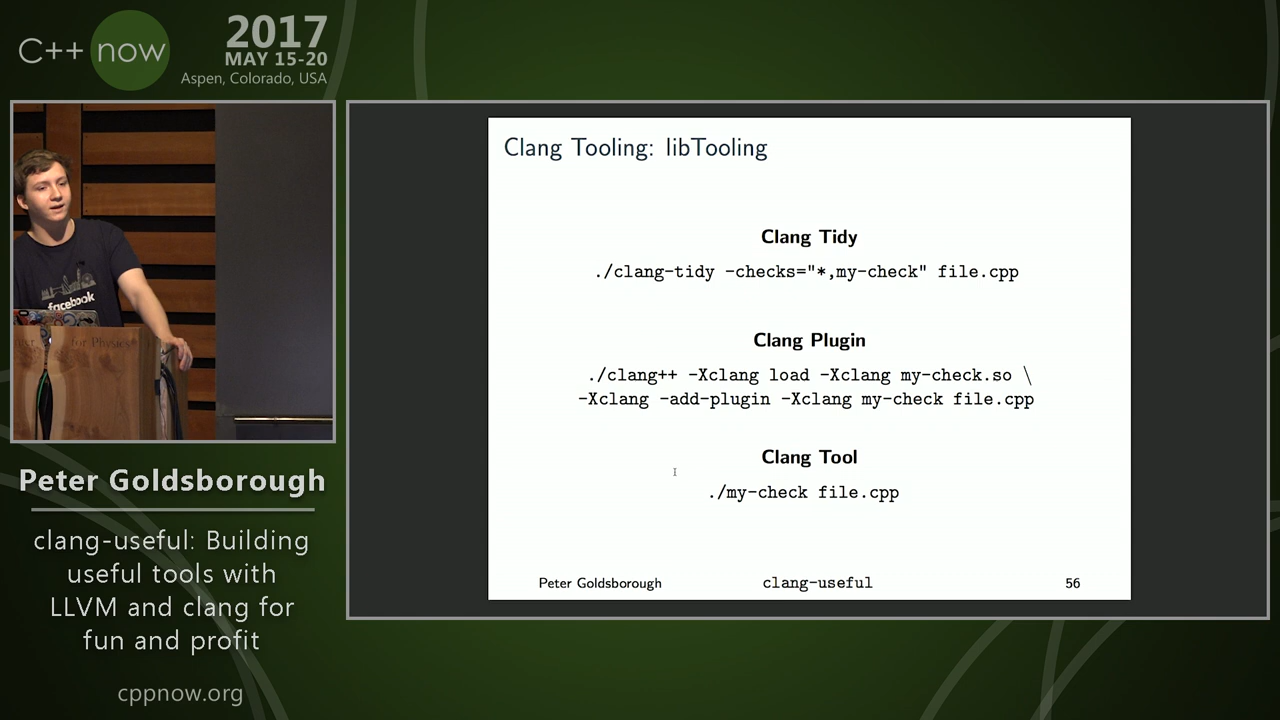 C++ now
2017
MAY 15-20
Aspen, Colorado, USA
facebook
for Physics
Peter Goldsborough
clang-useful: Building
useful tools with
LLVM and clang for
fun and profit
cppnow.org
Clang Tooling: libTooling
Clang Tidy
./clang-tidy -checks="*,my-check" file.cpp
Clang Plugin
./clang++ -Xclang load -Xclang my-check.so \
-Xclang -add-plugin -Xclang my-check file.cpp
Clang Tool
./my-check file.cpp
Peter Goldsborough clang-useful 56